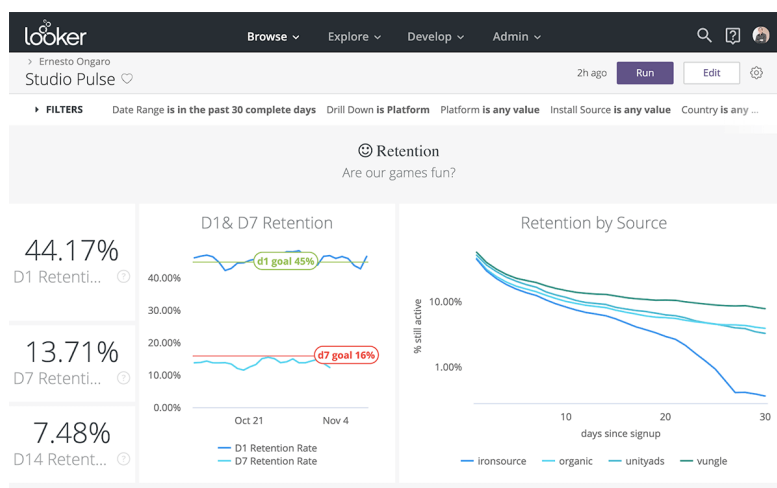 looker
Browse Explore Develop Admin
> Ernesto Ongaro
Studio Pulse
2h ago Run Edit
FILTERS Date Range is in the past 30 complete days Drill Down is Platform Platform is any value Install Source is any value Country is any ...
Retention
Are our games fun?
44.17%
D1 Retenti... ?
13.71%
D7 Retenti... ?
7.48%
D14 Retent... ?
D1& D7 Retention
d1 goal 45%
40.00%
30.00%
20.00%
d7 goal 16%
10.00%
0.00%
Oct 21 Nov 4
D1 Retention Rate
D7 Retention Rate
Retention by Source
% still active
10.00%
1.00%
10 20 30
days since signup
ironsource organic unityads vungle